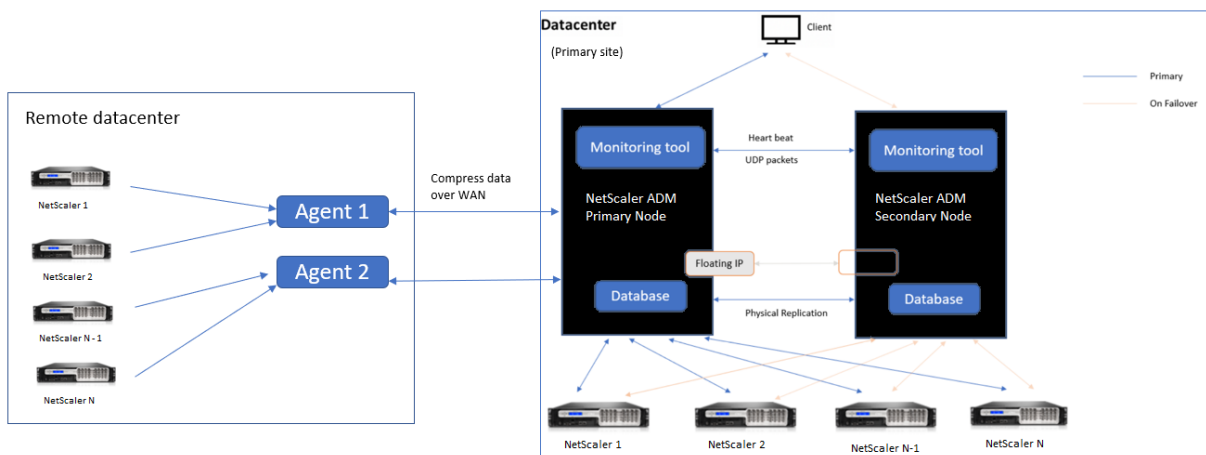 Datacenter
(Primary site)
Client
Primary
On Failover
Remote datacenter
NetScaler 1
NetScaler 2
NetScaler N - 1
NetScaler N
Agent 1
Agent 2
Compress data
over WAN
Monitoring tool
NetScaler ADM
Primary Node
Floating IP
Database
Heart beat
UDP packets
Physical Replication
Monitoring tool
NetScaler ADM
Secondary Node
Database
NetScaler 1
NetScaler 2
NetScaler N-1
NetScaler N